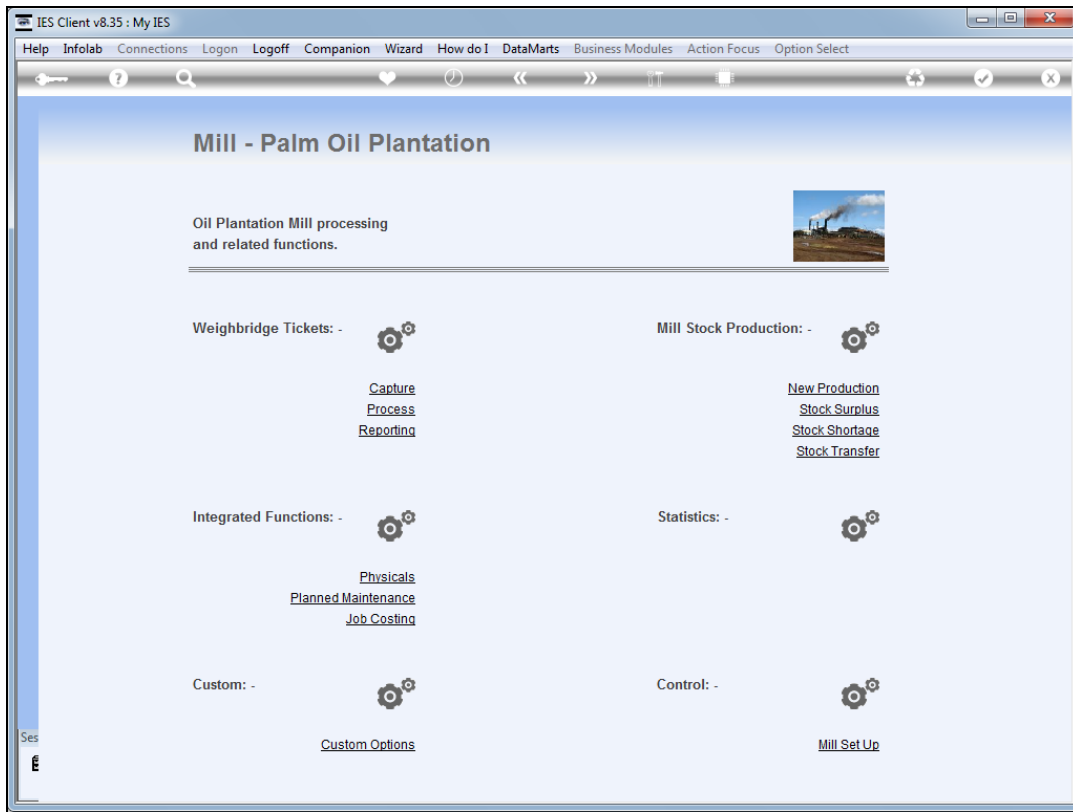 IES Client v8.35 : My IES
Help Infolab Connections Logon Logoff Companion Wizard How do I DataMarts Business Modules Action Focus Option Select
Mill - Palm Oil Plantation
Oil Plantation Mill processing
and related functions.
Weighbridge Tickets: -
Capture
Process
Reporting
Mill Stock Production: -
New Production
Stock Surplus
Stock Shortage
Stock Transfer
Integrated Functions: -
Physicals
Planned Maintenance
Job Costing
Statistics: -
Custom: -
Custom Options
Control: -
Mill Set Up
Ses